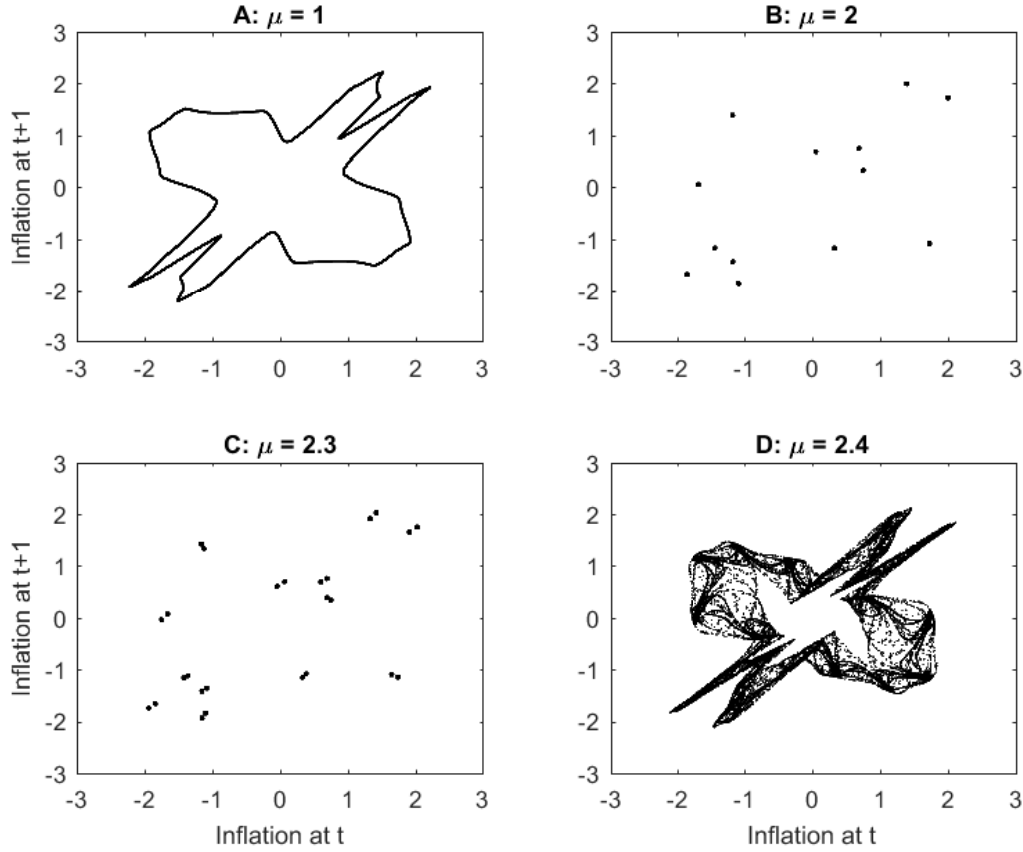 A: μ = 1
3
2
1
0
-1
-2
-3
Inflation at t+1
-3 -2 -1 0 1 2 3
B: μ = 2
3
2
1
0
-1
-2
-3
-3 -2 -1 0 1 2 3
C: μ = 2.3
3
2
1
0
-1
-2
-3
Inflation at t+1
-3 -2 -1 0 1 2 3
Inflation at t
D: μ = 2.4
3
2
1
0
-1
-2
-3
-3 -2 -1 0 1 2 3
Inflation at t